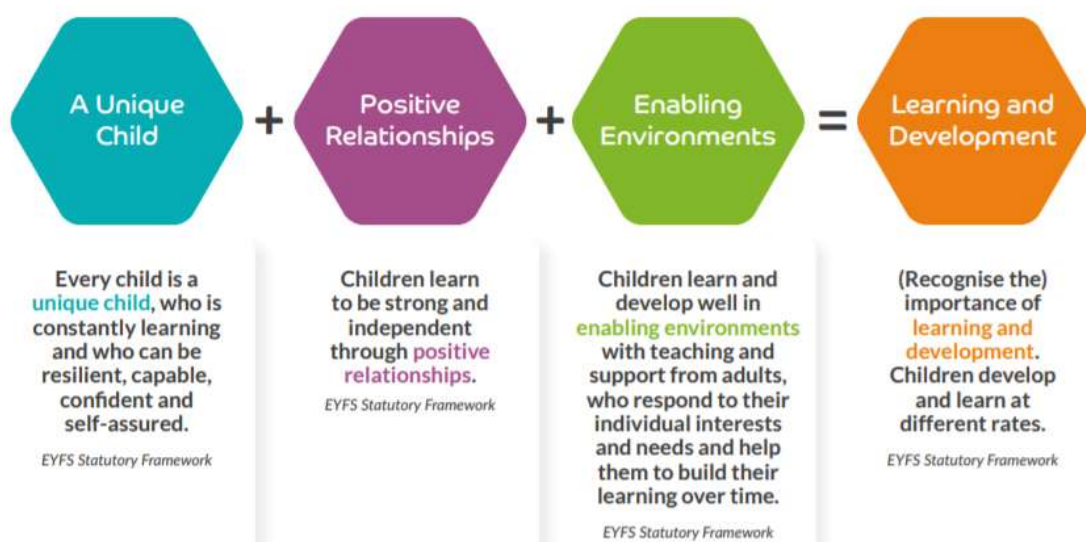 A Unique
Child
+
Positive
Relationships
+
Enabling
Environments
=
Learning and
Development
Every child is a
unique child, who is
constantly learning
and who can be
resilient, capable,
confident and
self-assured.
EYFS Statutory Framework
Children learn
to be strong and
independent
through positive
relationships.
EYFS Statutory Framework
Children learn and
develop well in
enabling environments
with teaching and
support from adults,
who respond to their
individual interests
and needs and help
them to build their
learning over time.
EYFS Statutory Framework
(Recognise the)
importance of
learning and
development.
Children develop
and learn at
different rates.
EYFS Statutory Framework